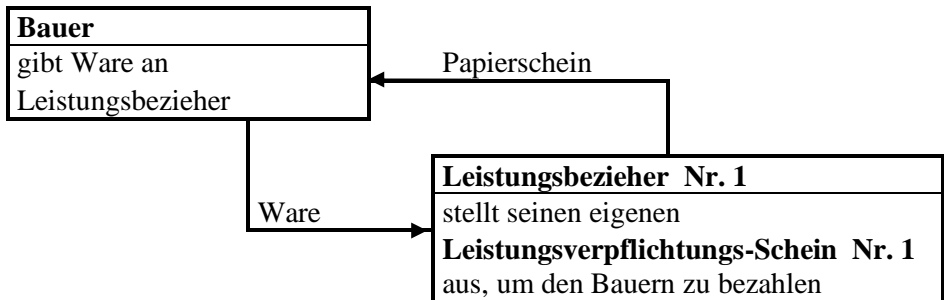 Bauer
gibt Ware an
Leistungsbezieher
Papierschein
Ware
Leistungsbezieher Nr. 1
stellt seinen eigenen
Leistungsverpflichtungs-Schein Nr. 1
aus, um den Bauern zu bezahlen